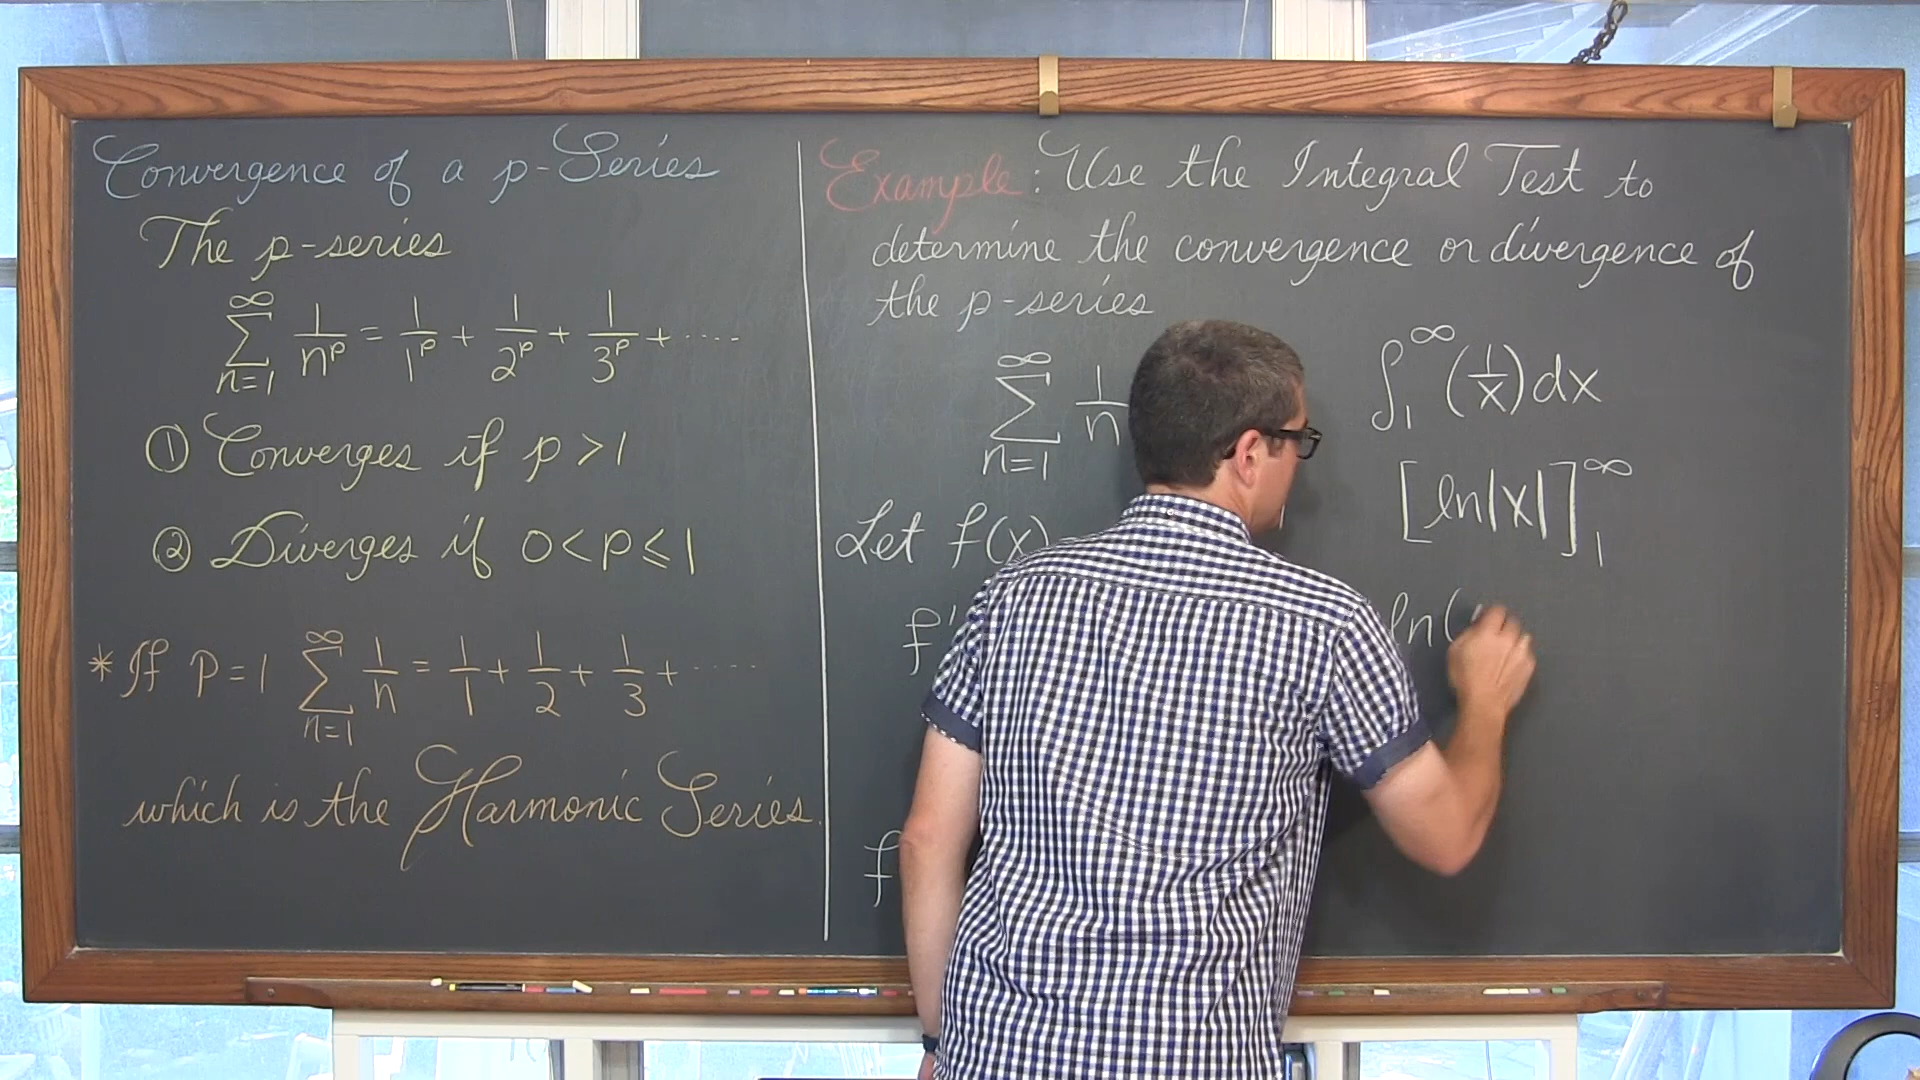 Convergence of a p-Series
The p-series
∞∑n=1 1/n^p = 1/1^p + 1/2^p + 1/3^p + ....
① Converges if p > 1
② Diverges if 0 < p ≤ 1
* If P = 1 ∞∑n=1 1/n = 1/1 + 1/2 + 1/3 + .....
which is the Harmonic Series.
Example: Use the Integral Test to
determine the convergence or divergence of
the p-series
∞∑n=1 1/n
Let f(x)
f'
f
∫₁^∞ (1/x) dx
[ln|x|]₁^∞
ln(